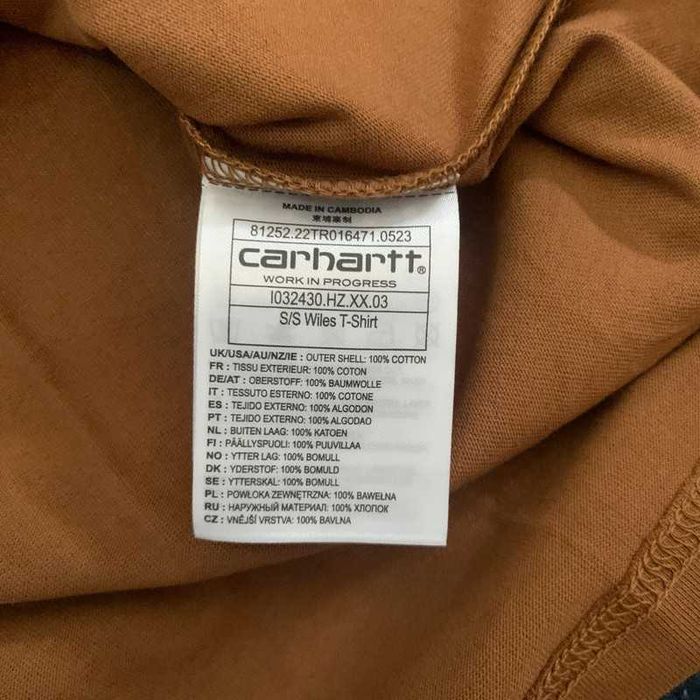 MADE IN CAMBODIA
柬埔寨制
81252.22TR016471.0523
carhartt®
WORK IN PROGRESS
I032430.HZ.XX.03
S/S Wiles T-Shirt
UK/USA/AU/NZ/IE : OUTER SHELL: 100% COTTON
FR : TISSU EXTERIEUR: 100% COTON
DE/AT : OBERSTOFF: 100% BAUMWOLLE
IT : TESSUTO ESTERNO: 100% COTONE
ES : TEJIDO EXTERNO: 100% ALGODON
PT : TEJIDO EXTERNO: 100% ALGODAO
NL : BUITEN LAAG: 100% KATOEN
FI : PÄÄLLYSPUOLI: 100% PUUVILLAA
NO : YTTER LAG: 100% BOMULL
DK : YDERSTOF: 100% BOMULD
SE : YTTERSKAL: 100% BOMULL
PL : POWŁOKA ZEWNĘTRZNA: 100% BAWEŁNA
RU : НАРУЖНЫЙ МАТЕРИАЛ: 100% ХЛОПОК
CZ : VNĚJŠÍ VRSTVA: 100% BAVLNA